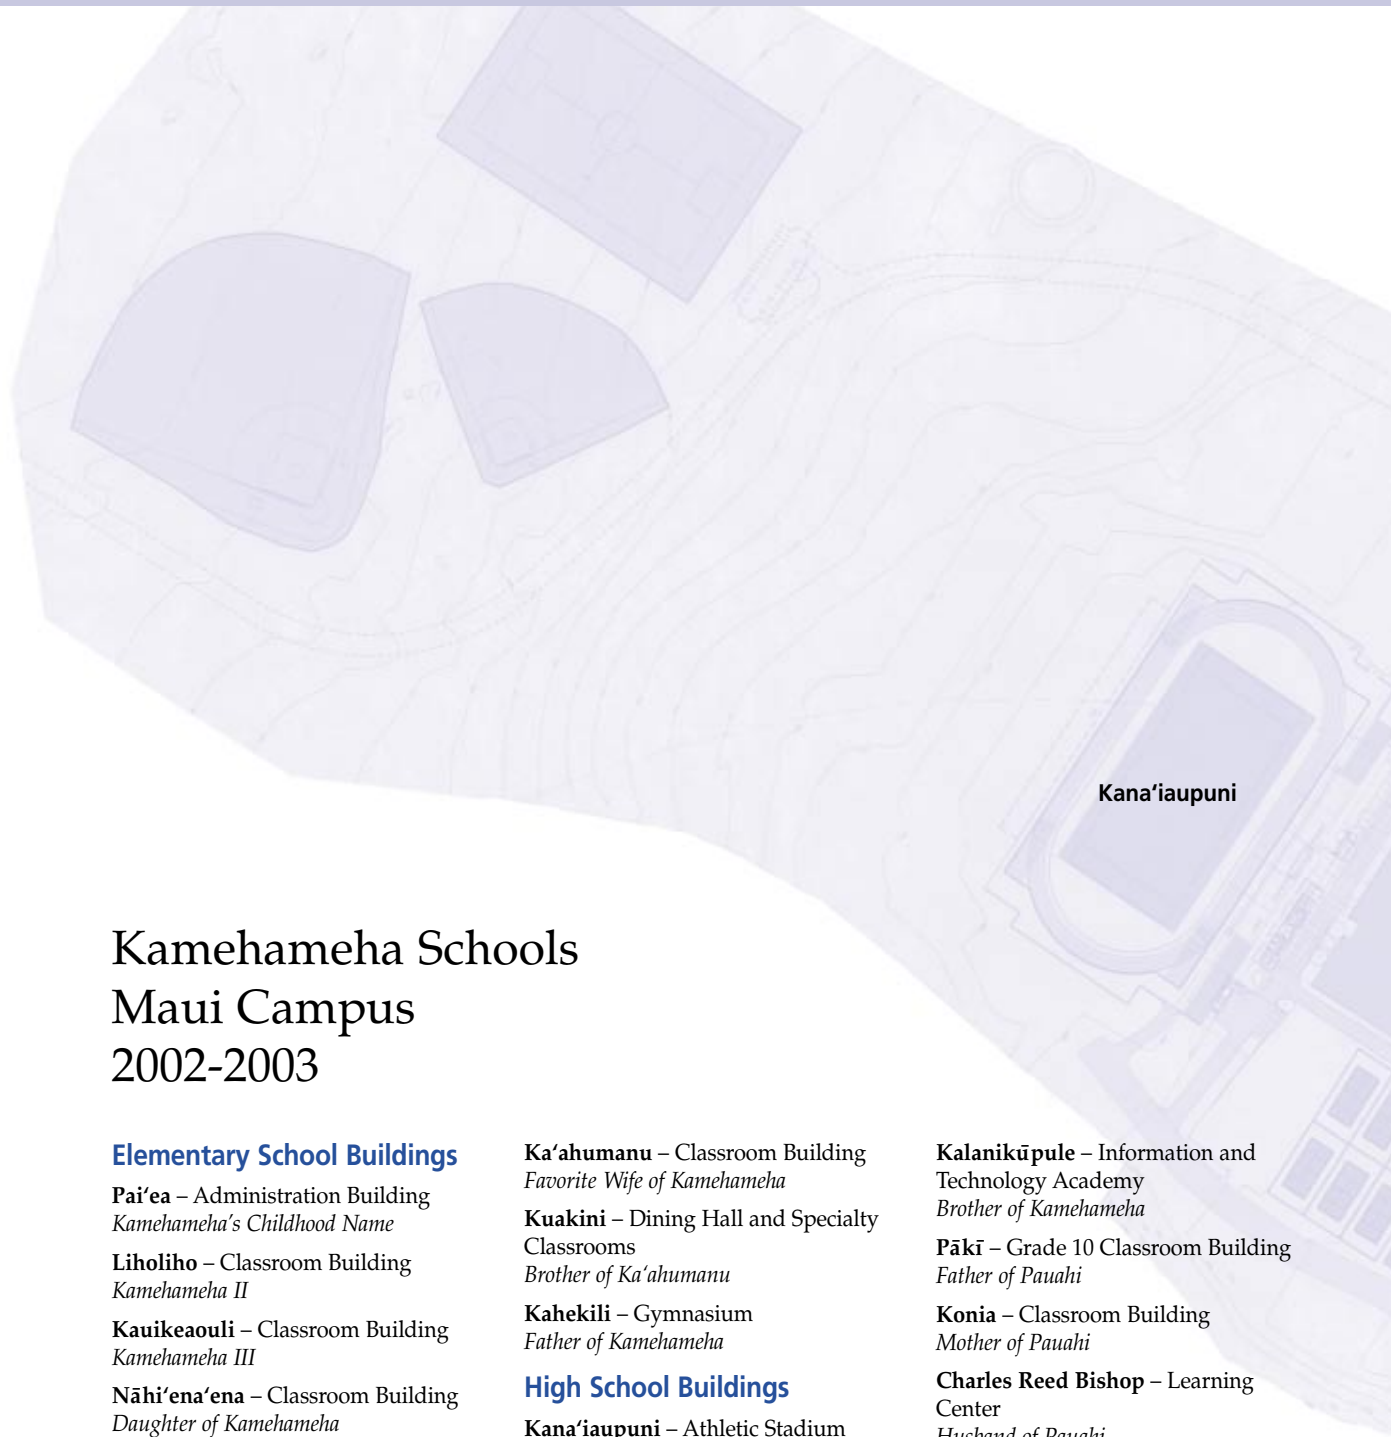 Kana‘iaupuni
Kamehameha Schools
Maui Campus
2002-2003
Elementary School Buildings
Pai‘ea – Administration Building
Kamehameha’s Childhood Name
Liholiho – Classroom Building
Kamehameha II
Kauikeaouli – Classroom Building
Kamehameha III
Nāhi‘ena‘ena – Classroom Building
Daughter of Kamehameha
Ka‘ahumanu – Classroom Building
Favorite Wife of Kamehameha
Kuakini – Dining Hall and Specialty
Classrooms
Brother of Ka‘ahumanu
Kahekili – Gymnasium
Father of Kamehameha
High School Buildings
Kana‘iaupuni – Athletic Stadium
Kalanikūpule – Information and
Technology Academy
Brother of Kamehameha
Pākī – Grade 10 Classroom Building
Father of Pauahi
Konia – Classroom Building
Mother of Pauahi
Charles Reed Bishop – Learning
Center
Husband of Pauahi